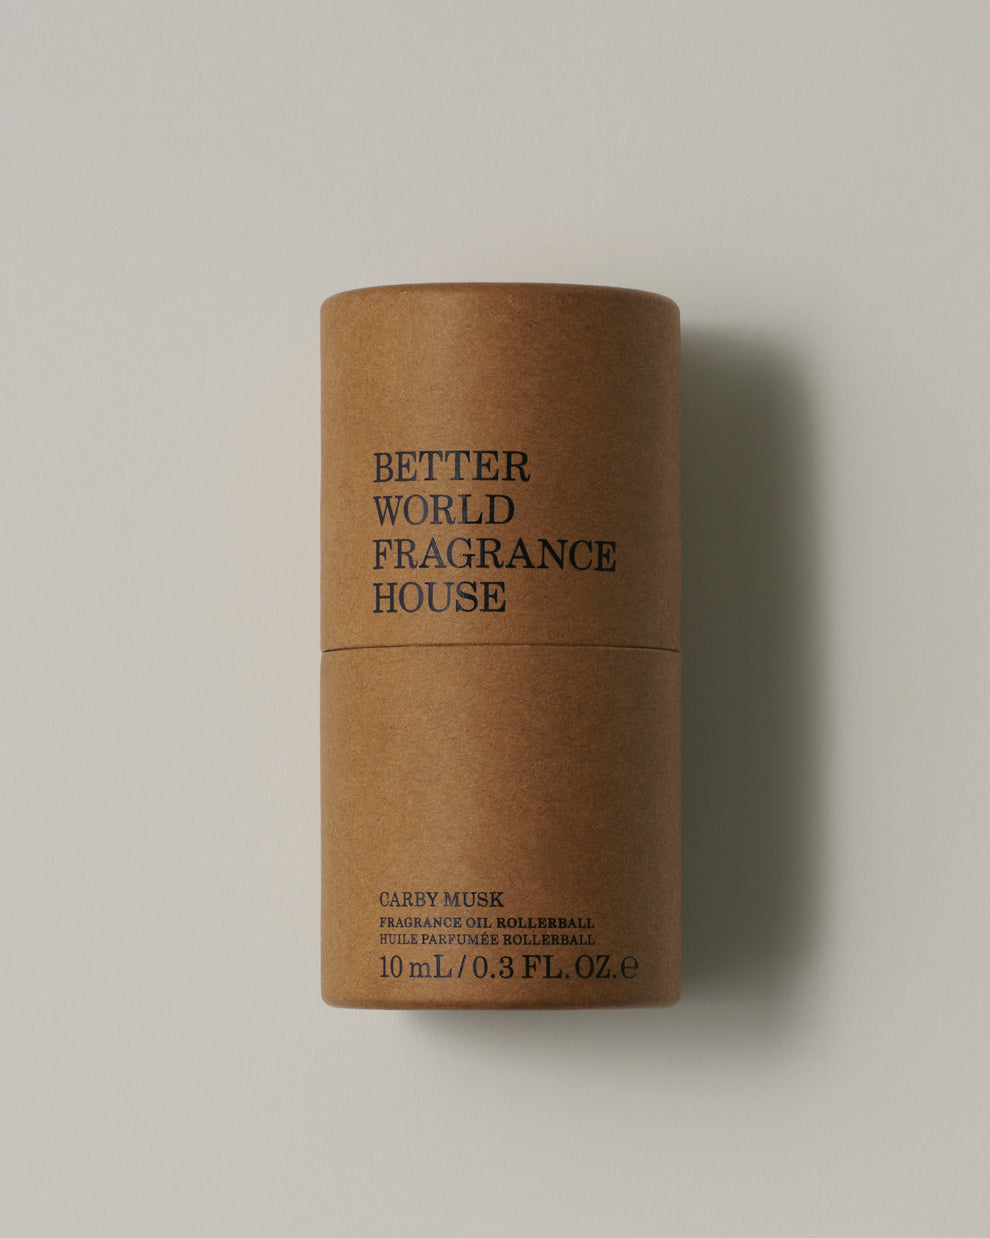 BETTER
WORLD
FRAGRANCE
HOUSE
CARBY MUSK
FRAGRANCE OIL ROLLERBALL
HUILE PARFUMÉE ROLLERBALL
10 mL / 0.3 FL. OZ. ℮